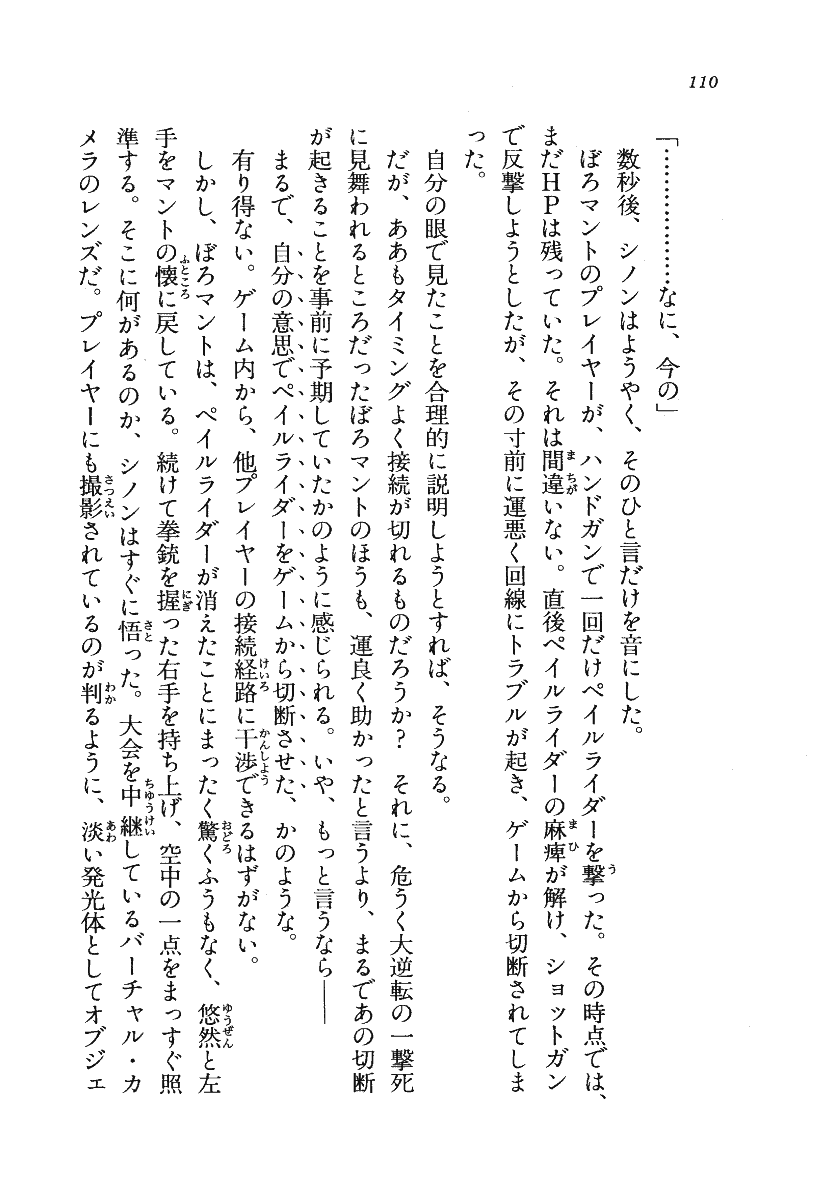 110
「………………なに、今の」
数秒後、シノンはようやく、そのひと言だけを音にした。
ぼろマントのプレイヤーが、ハンドガンで一回だけペイルライダーを撃った。その時点では、
まだHPは残っていた。それは間違いない。直後ペイルライダーの麻痺が解け、ショットガン
で反撃しようとしたが、その寸前に運悪く回線にトラブルが起き、ゲームから切断されてしま
った。
自分の眼で見たことを合理的に説明しようとすれば、そうなる。
だが、ああもタイミングよく接続が切れるものだろうか？　それに、危うく大逆転の一撃死
に見舞われるところだったぼろマントのほうも、運良く助かったと言うより、まるであの切断
が起きることを事前に予期していたかのように感じられる。いや、もっと言うなら――
まるで、自分の意思でペイルライダーをゲームから切断させた、かのような。
有り得ない。ゲーム内から、他プレイヤーの接続経路に干渉できるはずがない。
しかし、ぼろマントは、ペイルライダーが消えたことにまったく驚くふうもなく、悠然と左
手をマントの懐に戻している。続けて拳銃を握った右手を持ち上げ、空中の一点をまっすぐ照
準する。そこに何があるのか、シノンはすぐに悟った。大会を中継しているバーチャル・カ
メラのレンズだ。プレイヤーにも撮影されているのが判るように、淡い発光体としてオブジェ